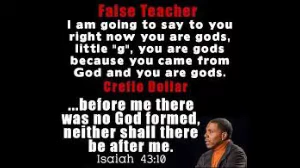 False Teacher
I am going to say to you
right now you are gods,
little "g", you are gods
because you came from
God and you are gods.
Creflo Dollar
...before me there
was no God formed,
neither shall there
be after me.
Isaiah 43:10